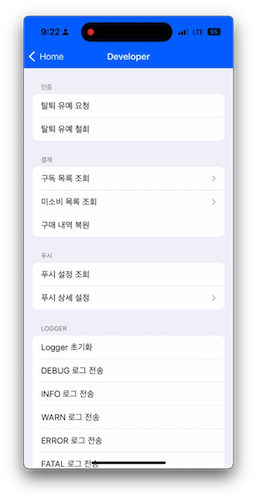 9:22
LTE
95
Home
Developer
인증
탈퇴 유예 요청
탈퇴 유예 철회
결제
구독 목록 조회
미소비 목록 조회
구매 내역 복원
푸시
푸시 설정 조회
푸시 상세 설정
LOGGER
Logger 초기화
DEBUG 로그 전송
INFO 로그 전송
WARN 로그 전송
ERROR 로그 전송
FATAL 로그 전송